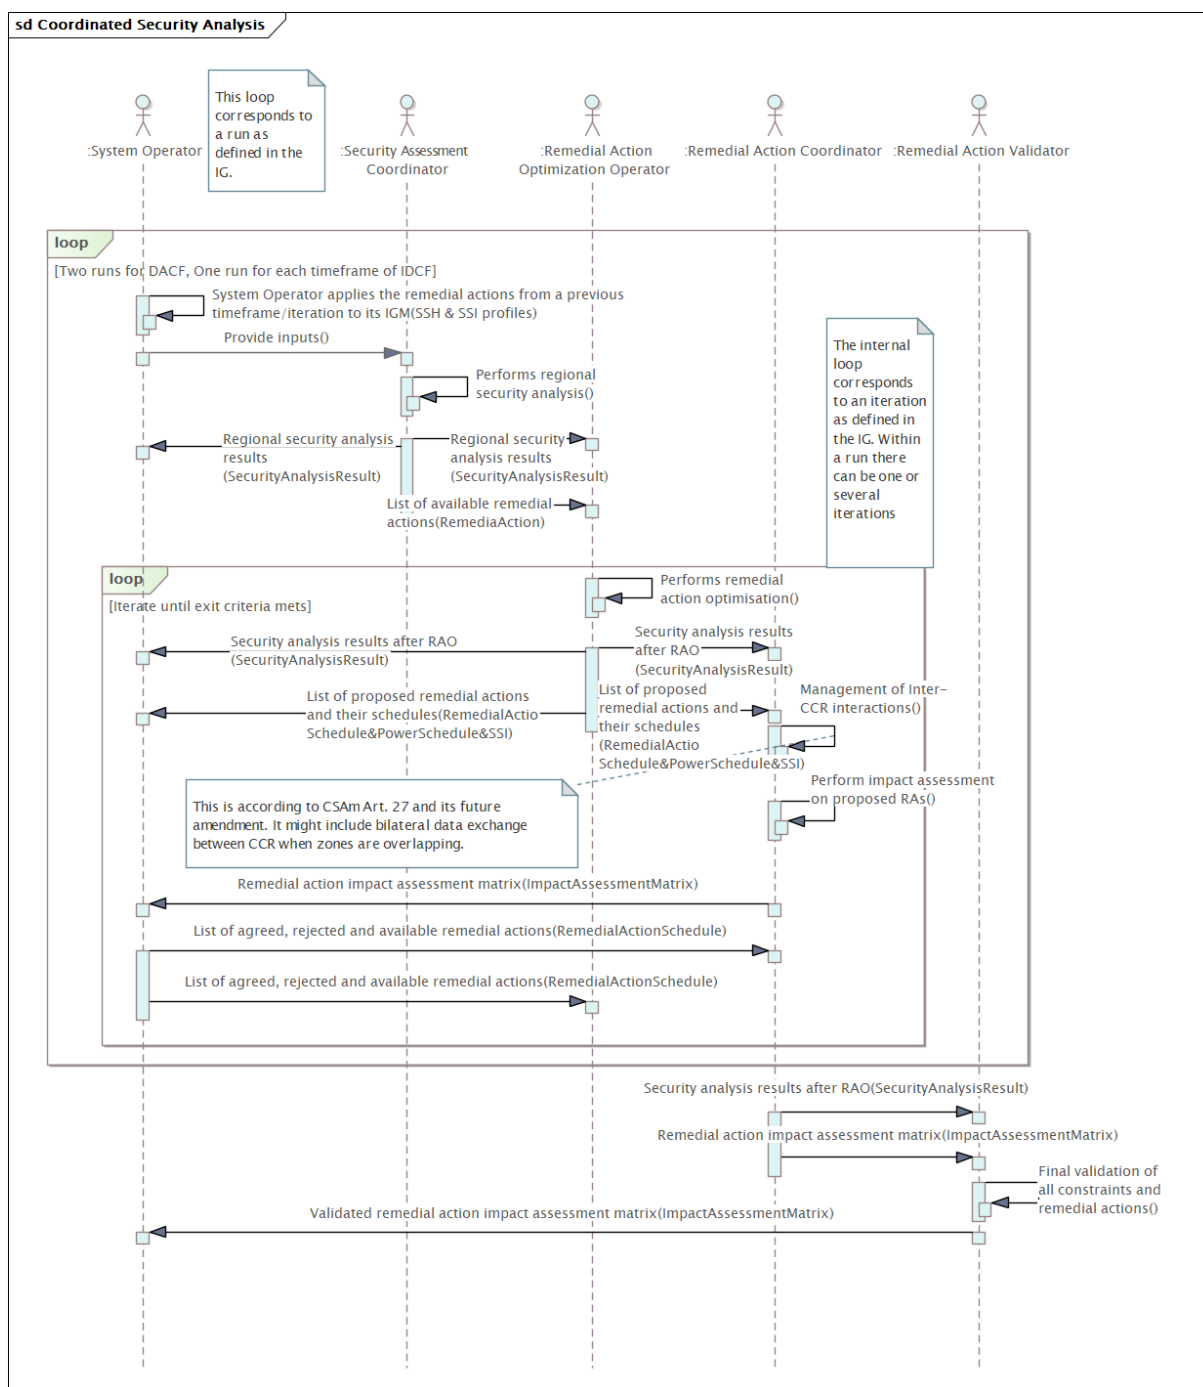 sd Coordinated Security Analysis
This loop
corresponds to
a run as
defined in the
IG.
:System Operator
:Security Assessment
Coordinator
:Remedial Action
Optimization Operator
:Remedial Action Coordinator
:Remedial Action Validator
loop
[Two runs for DACF, One run for each timeframe of IDCF]
System Operator applies the remedial actions from a previous
timeframe/iteration to its IGM(SSH & SSI profiles)
Provide inputs()
The internal
loop
corresponds
to an iteration
as defined in
the IG. Within
a run there
can be one or
several
iterations
Performs regional
security analysis()
Regional security analysis
results
(SecurityAnalysisResult)
Regional security
analysis results
(SecurityAnalysisResult)
List of available remedial
actions(RemediaAction)
loop
[Iterate until exit criteria mets]
Performs remedial
action optimisation()
Security analysis results after RAO
(SecurityAnalysisResult)
Security analysis results
after RAO
(SecurityAnalysisResult)
List of proposed remedial actions
and their schedules(RemedialActio
Schedule&PowerSchedule&SSI)
List of proposed
remedial actions and
their schedules
(RemedialActio
Schedule&PowerSchedule&SSI)
Management of Inter-
CCR interactions()
This is according to CSAm Art. 27 and its future
amendment. It might include bilateral data exchange
between CCR when zones are overlapping.
Perform impact assessment
on proposed RAs()
Remedial action impact assessment matrix(ImpactAssessmentMatrix)
List of agreed, rejected and available remedial actions(RemedialActionSchedule)
List of agreed, rejected and available remedial actions(RemedialActionSchedule)
Security analysis results after RAO(SecurityAnalysisResult)
Remedial action impact assessment matrix(ImpactAssessmentMatrix)
Final validation of
all constraints and
remedial actions()
Validated remedial action impact assessment matrix(ImpactAssessmentMatrix)